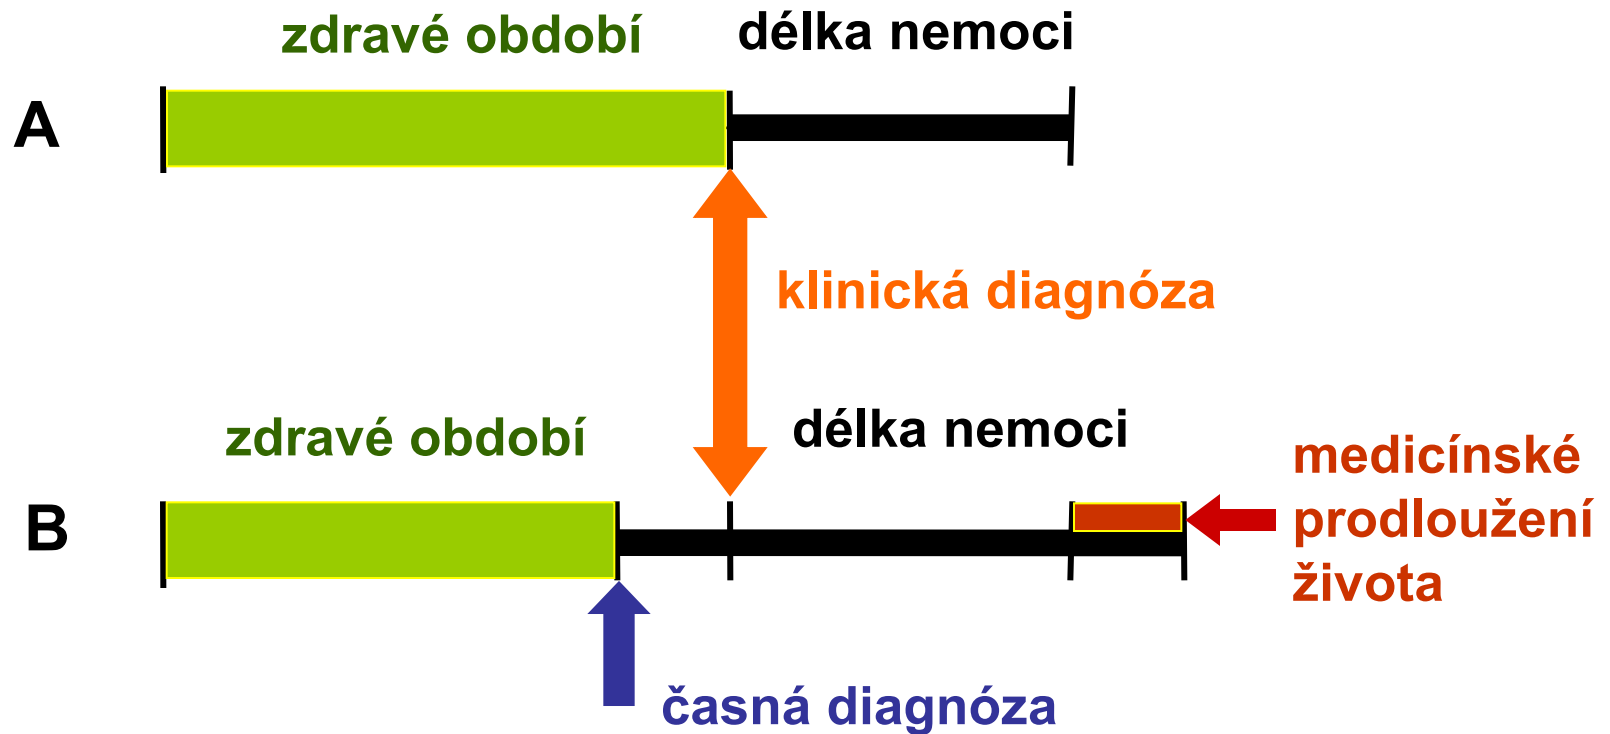 zdravé období
délka nemoci
A
klinická diagnóza
zdravé období
délka nemoci
B
medicínské
prodloužení
života
časná diagnóza